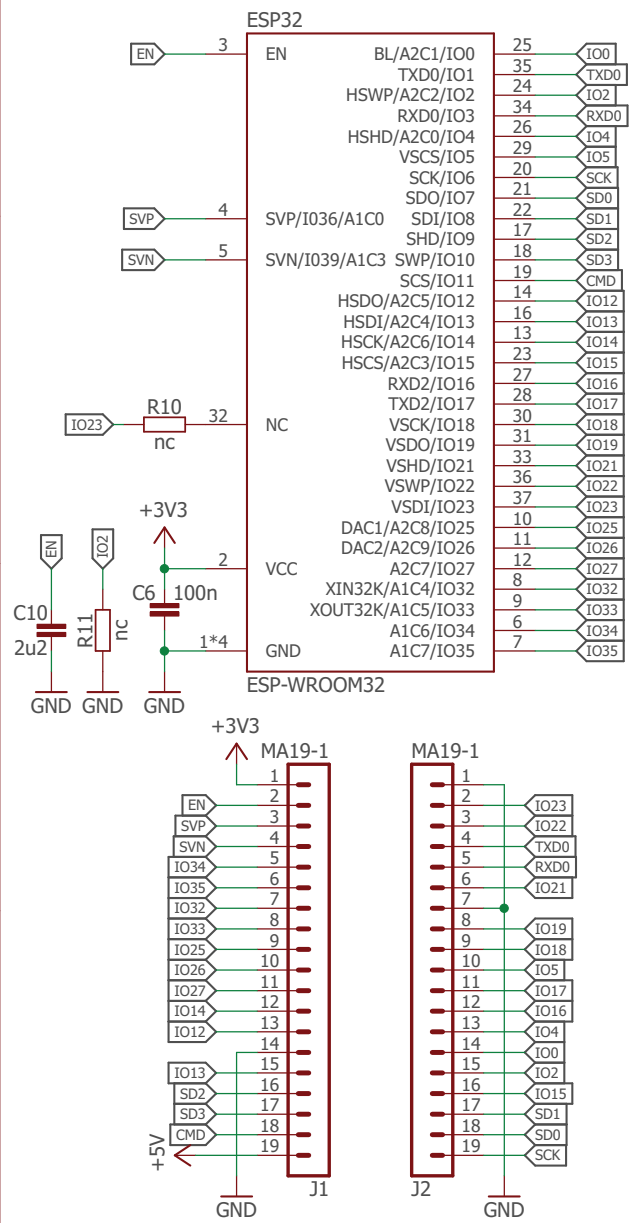 ESP32
EN 3 EN BL/A2C1/IO0 25 IO0
TXD0/IO1 35 TXD0
HSWP/A2C2/IO2 24 IO2
RXD0/IO3 34 RXD0
HSHD/A2C0/IO4 26 IO4
VSCS/IO5 29 IO5
SCK/IO6 20 SCK
SDO/IO7 21 SD0
SVP 4 SVP/I036/A1C0 SDI/IO8 22 SD1
SHD/IO9 17 SD2
SVN 5 SVN/I039/A1C3 SWP/IO10 18 SD3
SCS/IO11 19 CMD
HSDO/A2C5/IO12 14 IO12
HSDI/A2C4/IO13 16 IO13
HSCK/A2C6/IO14 13 IO14
HSCS/A2C3/IO15 23 IO15
RXD2/IO16 27 IO16
TXD2/IO17 28 IO17
IO23 R10 nc 32 NC VSCK/IO18 30 IO18
VSDO/IO19 31 IO19
VSHD/IO21 33 IO21
VSWP/IO22 36 IO22
VSDI/IO23 37 IO23
DAC1/A2C8/IO25 10 IO25
DAC2/A2C9/IO26 11 IO26
+3V3 2 VCC A2C7/IO27 12 IO27
XIN32K/A1C4/IO32 8 IO32
XOUT32K/A1C5/IO33 9 IO33
A1C6/IO34 6 IO34
1*4 GND A1C7/IO35 7 IO35
EN
IO2
C10
2u2
R11
nc
C6 100n
GND GND GND
ESP-WROOM32
+3V3
MA19-1 MA19-1
1 1
EN 2 2 IO23
SVP 3 3 IO22
SVN 4 4 TXD0
IO34 5 5 RXD0
IO35 6 6 IO21
IO32 7 7
IO33 8 8 IO19
IO25 9 9 IO18
IO26 10 10 IO5
IO27 11 11 IO17
IO14 12 12 IO16
IO12 13 13 IO4
14 14 IO0
IO13 15 15 IO2
SD2 16 16 IO15
SD3 17 17 SD1
CMD 18 18 SD0
+5V 19 19 SCK
J1 J2
GND GND